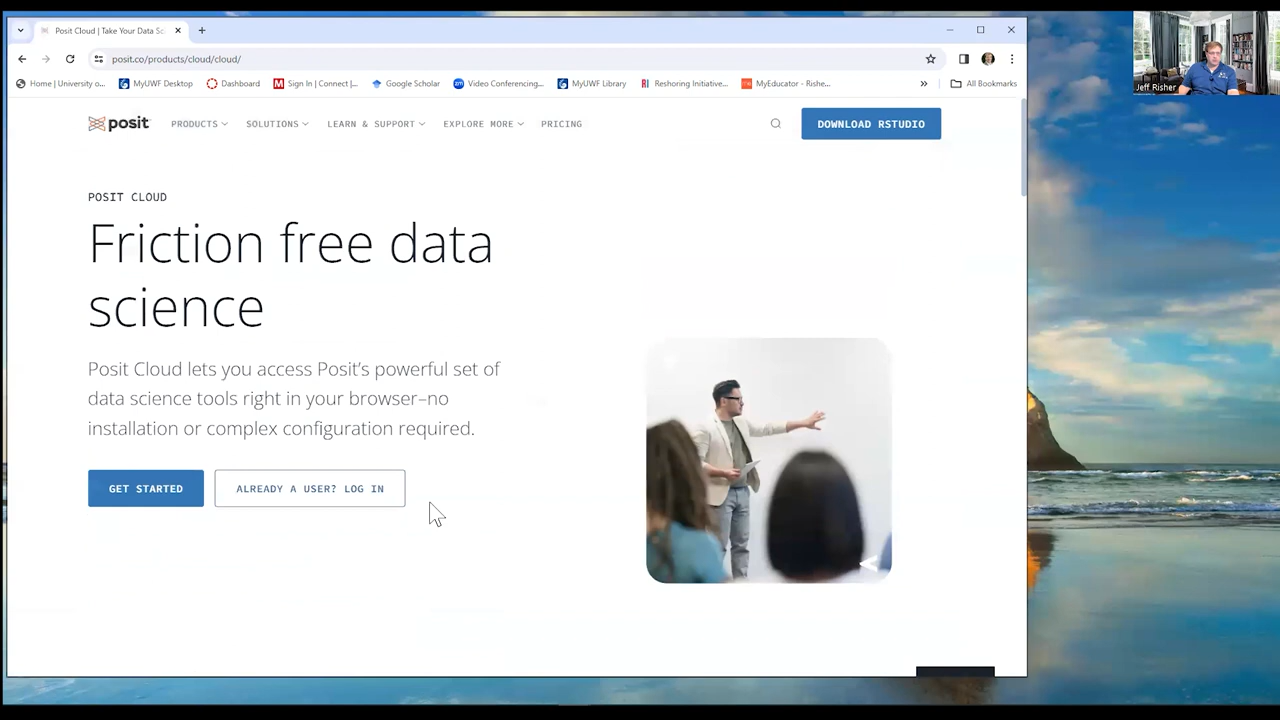 Posit Cloud | Take Your Data Sc
posit.co/products/cloud/cloud/
Home | University o...
MyUWF Desktop
Dashboard
Sign In | Connect |...
Google Scholar
Video Conferencing...
MyUWF Library
Reshoring Initiative...
MyEducator - Rishe...
»
All Bookmarks
Jeff Risher
posit
PRODUCTS
SOLUTIONS
LEARN & SUPPORT
EXPLORE MORE
PRICING
DOWNLOAD RSTUDIO
POSIT CLOUD
Friction free data
science
Posit Cloud lets you access Posit's powerful set of
data science tools right in your browser–no
installation or complex configuration required.
GET STARTED
ALREADY A USER? LOG IN